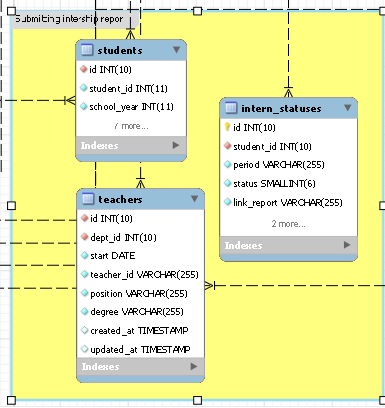 Submitting intership repor
students
id INT(10)
student_id INT(11)
school_year INT(11)
7 more...
Indexes
intern_statuses
id INT(10)
student_id INT(10)
period VARCHAR(255)
status SMALLINT(6)
link_report VARCHAR(255)
2 more...
Indexes
teachers
id INT(10)
dept_id INT(10)
start DATE
teacher_id VARCHAR(255)
position VARCHAR(255)
degree VARCHAR(255)
created_at TIMESTAMP
updated_at TIMESTAMP
Indexes